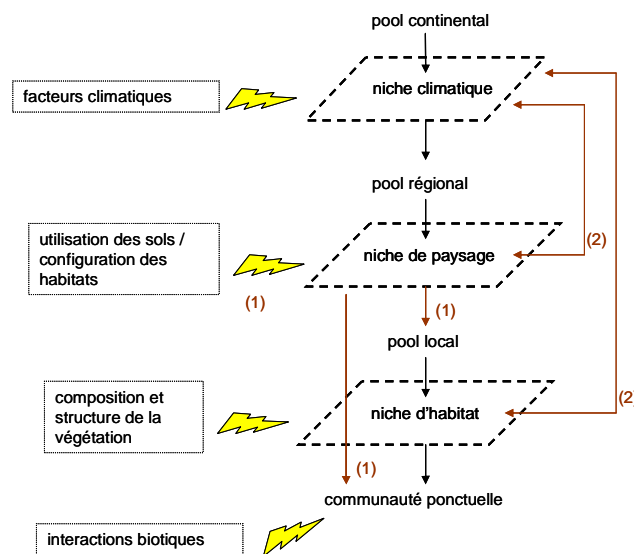 pool continental
facteurs climatiques
niche climatique
pool régional
utilisation des sols /
configuration des
habitats
niche de paysage
(2)
(1)
(1)
pool local
composition et
structure de la
végétation
niche d'habitat
(2)
(1)
communauté ponctuelle
interactions biotiques